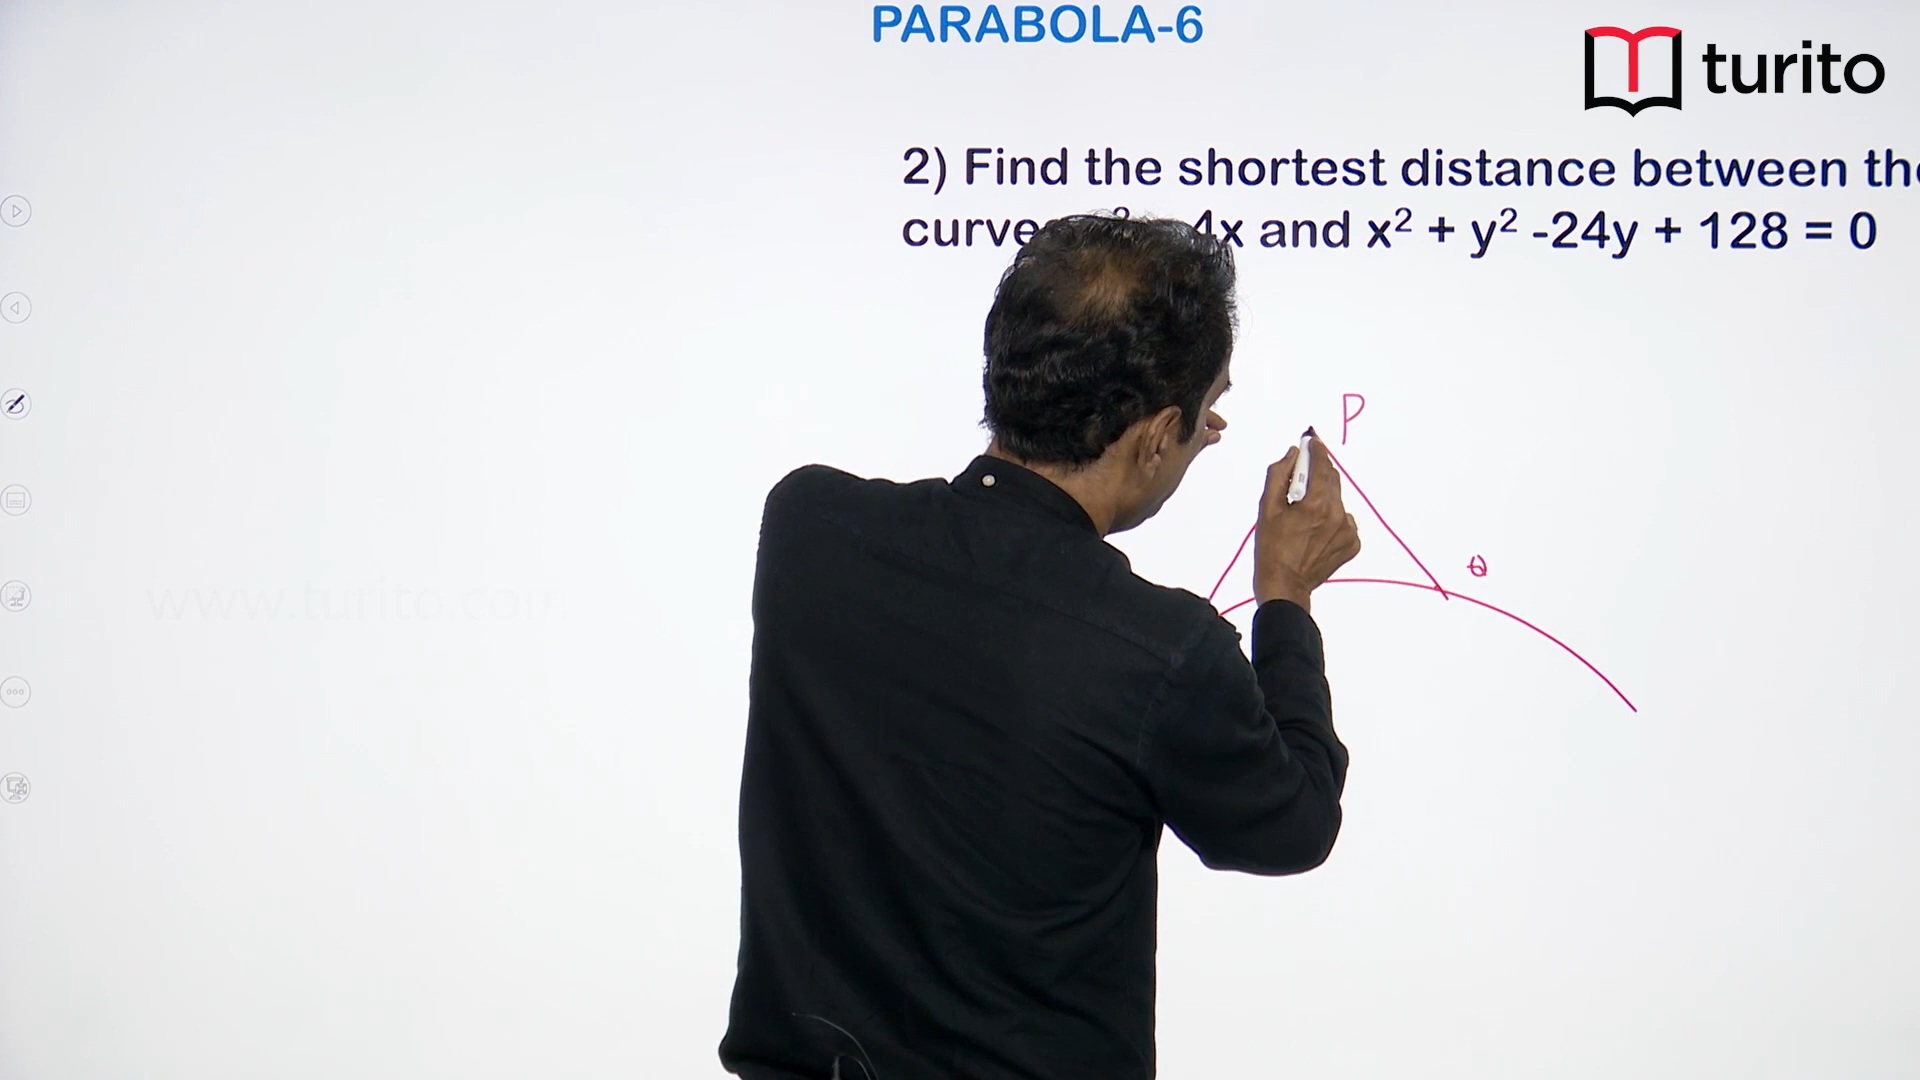 PARABOLA-6
turito
2) Find the shortest distance between the
curve 4x and x² + y² -24y + 128 = 0
P
Q
www.turito.com